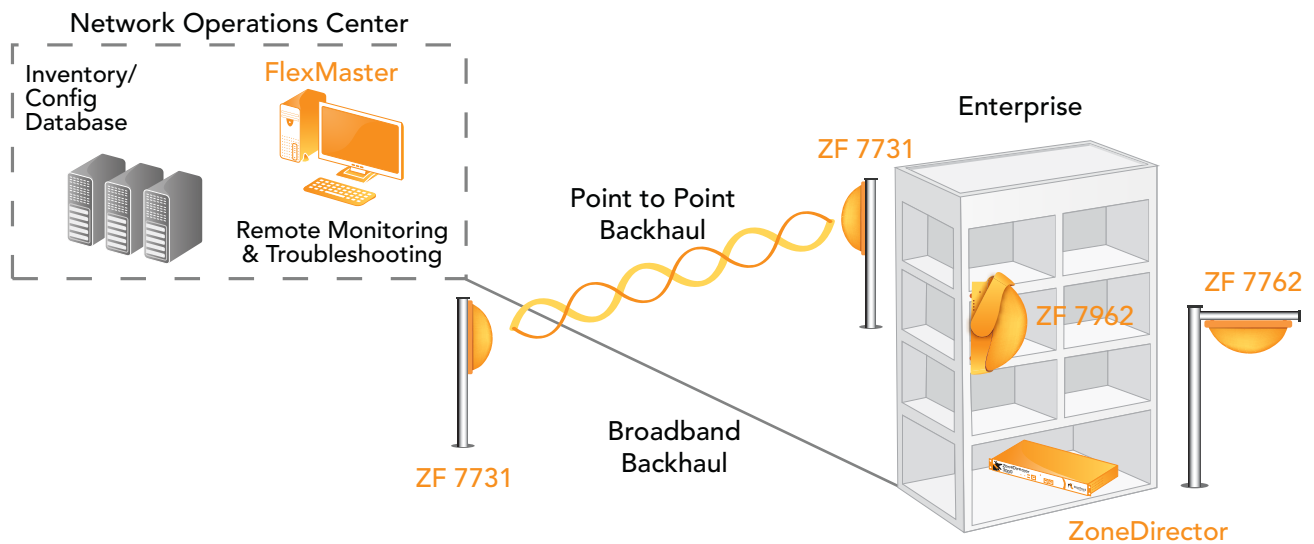 Network Operations Center
Inventory/
Config
Database
FlexMaster
Remote Monitoring
& Troubleshooting
Enterprise
ZF 7731
Point to Point
Backhaul
ZF 7762
ZF 7962
Broadband
Backhaul
ZF 7731
ZoneDirector